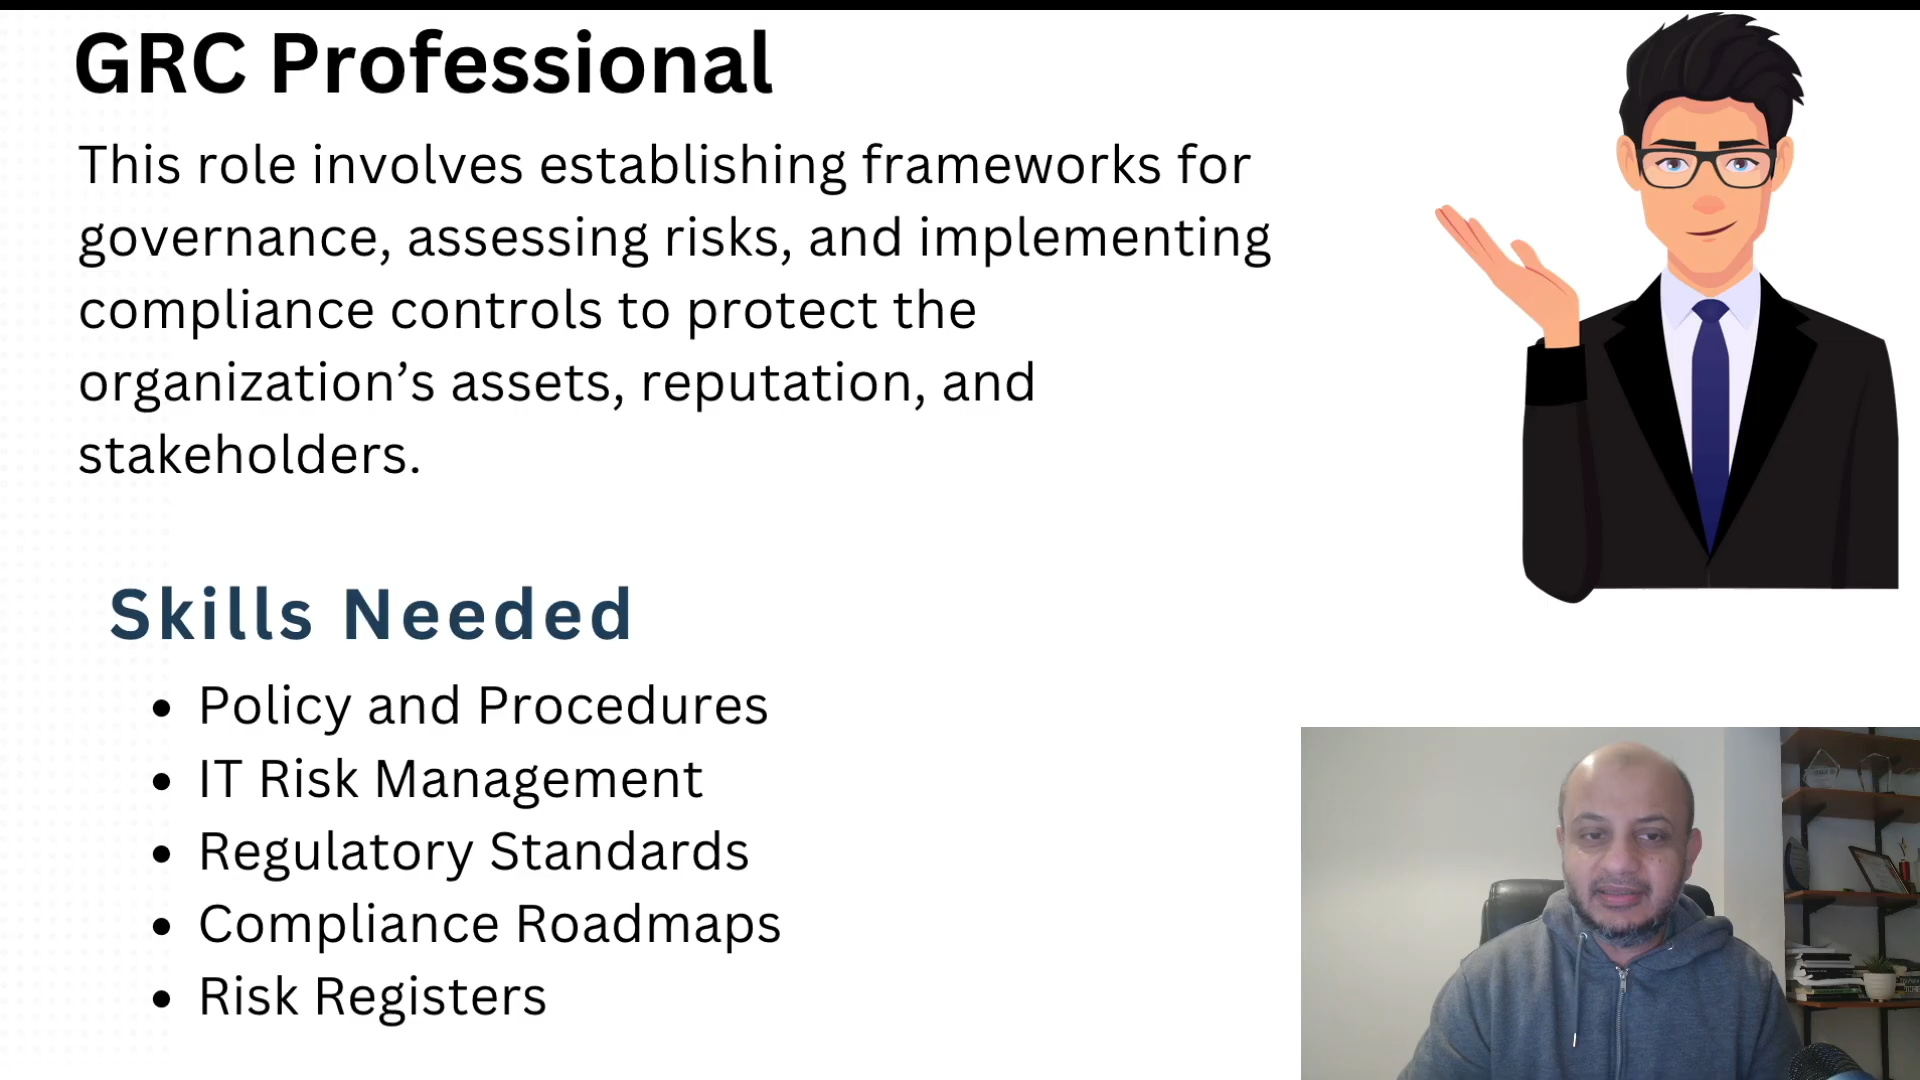 GRC Professional
This role involves establishing frameworks for
governance, assessing risks, and implementing
compliance controls to protect the
organization’s assets, reputation, and
stakeholders.
Skills Needed
• Policy and Procedures
• IT Risk Management
• Regulatory Standards
• Compliance Roadmaps
• Risk Registers